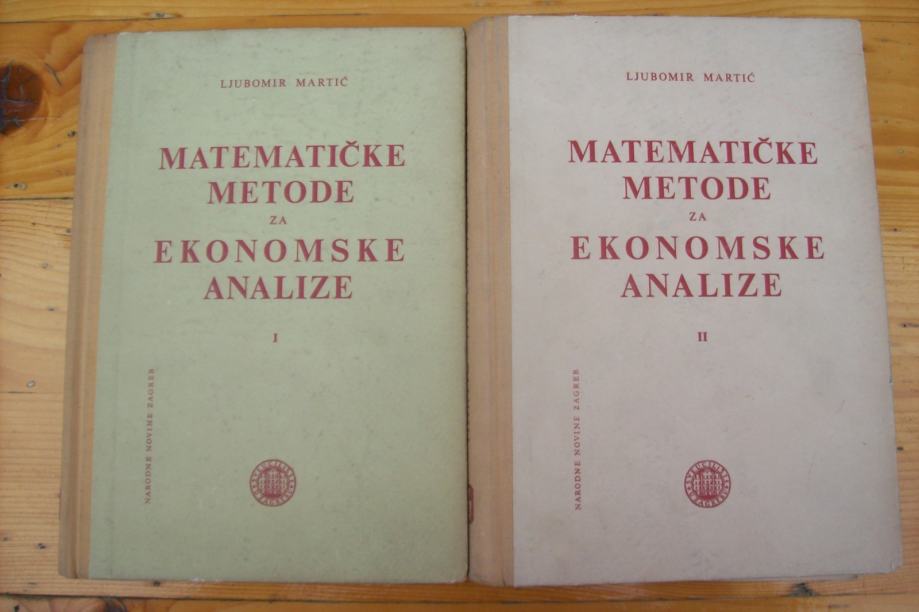 LJUBOMIR MARTIĆ
MATEMATIČKE
METODE
ZA
EKONOMSKE
ANALIZE
I
NARODNE NOVINE ZAGREB
LJUBOMIR MARTIĆ
MATEMATIČKE
METODE
ZA
EKONOMSKE
ANALIZE
II
NARODNE NOVINE ZAGREB